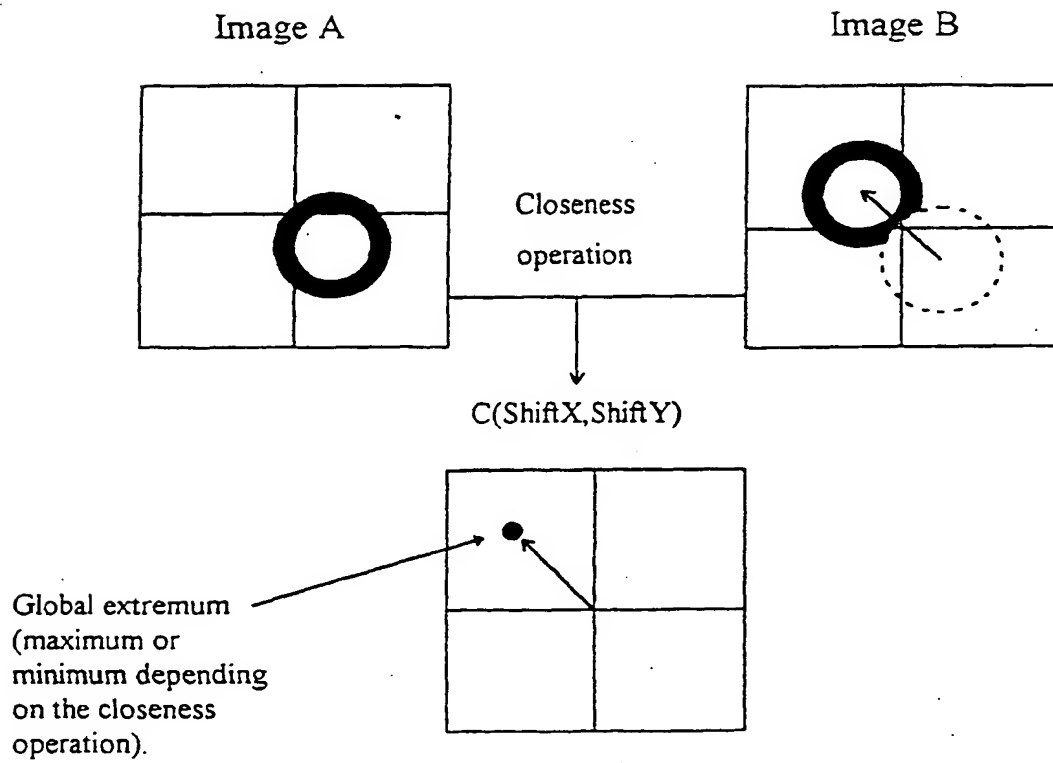 Image A
Image B
Closeness
operation
C(ShiftX,ShiftY)
Global extremum
(maximum or
minimum depending
on the closeness
operation).